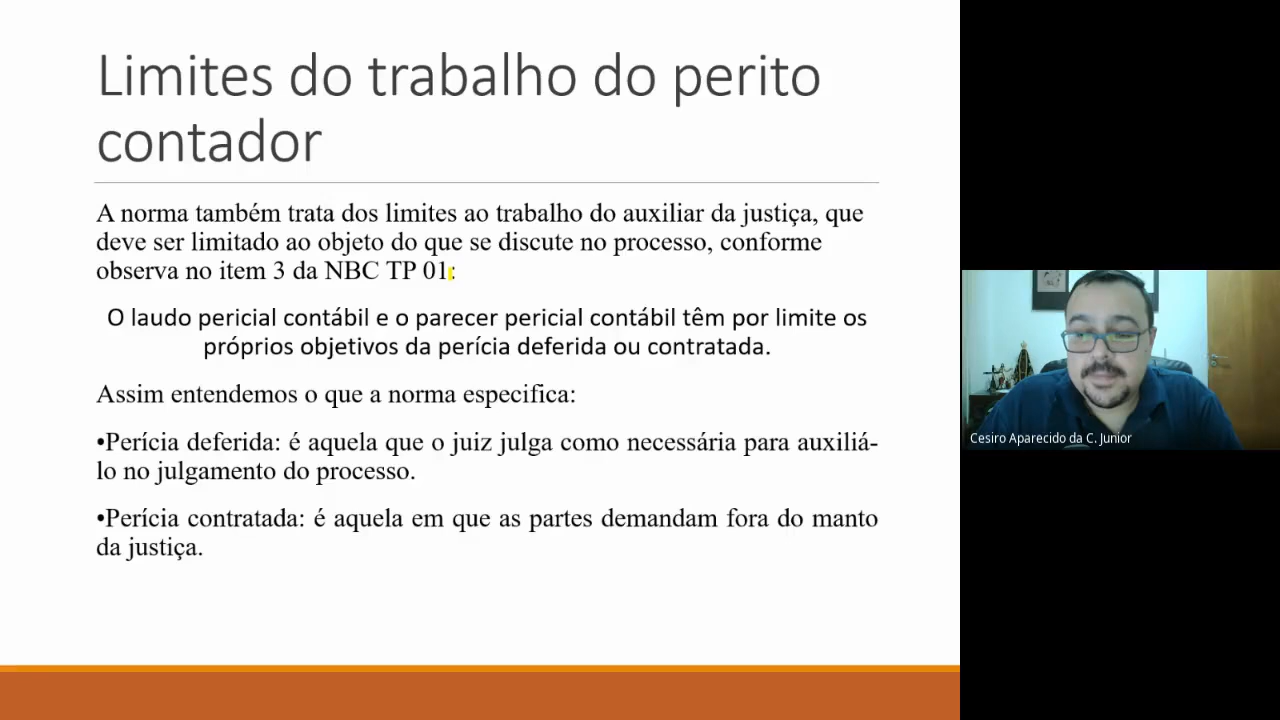 Limites do trabalho do perito
contador
A norma também trata dos limites ao trabalho do auxiliar da justiça, que
deve ser limitado ao objeto do que se discute no processo, conforme
observa no item 3 da NBC TP 01:
O laudo pericial contábil e o parecer pericial contábil têm por limite os
próprios objetivos da perícia deferida ou contratada.
Assim entendemos o que a norma especifica:
•Perícia deferida: é aquela que o juiz julga como necessária para auxiliá-
lo no julgamento do processo.
•Perícia contratada: é aquela em que as partes demandam fora do manto
da justiça.
Cesiro Aparecido da C. Junior